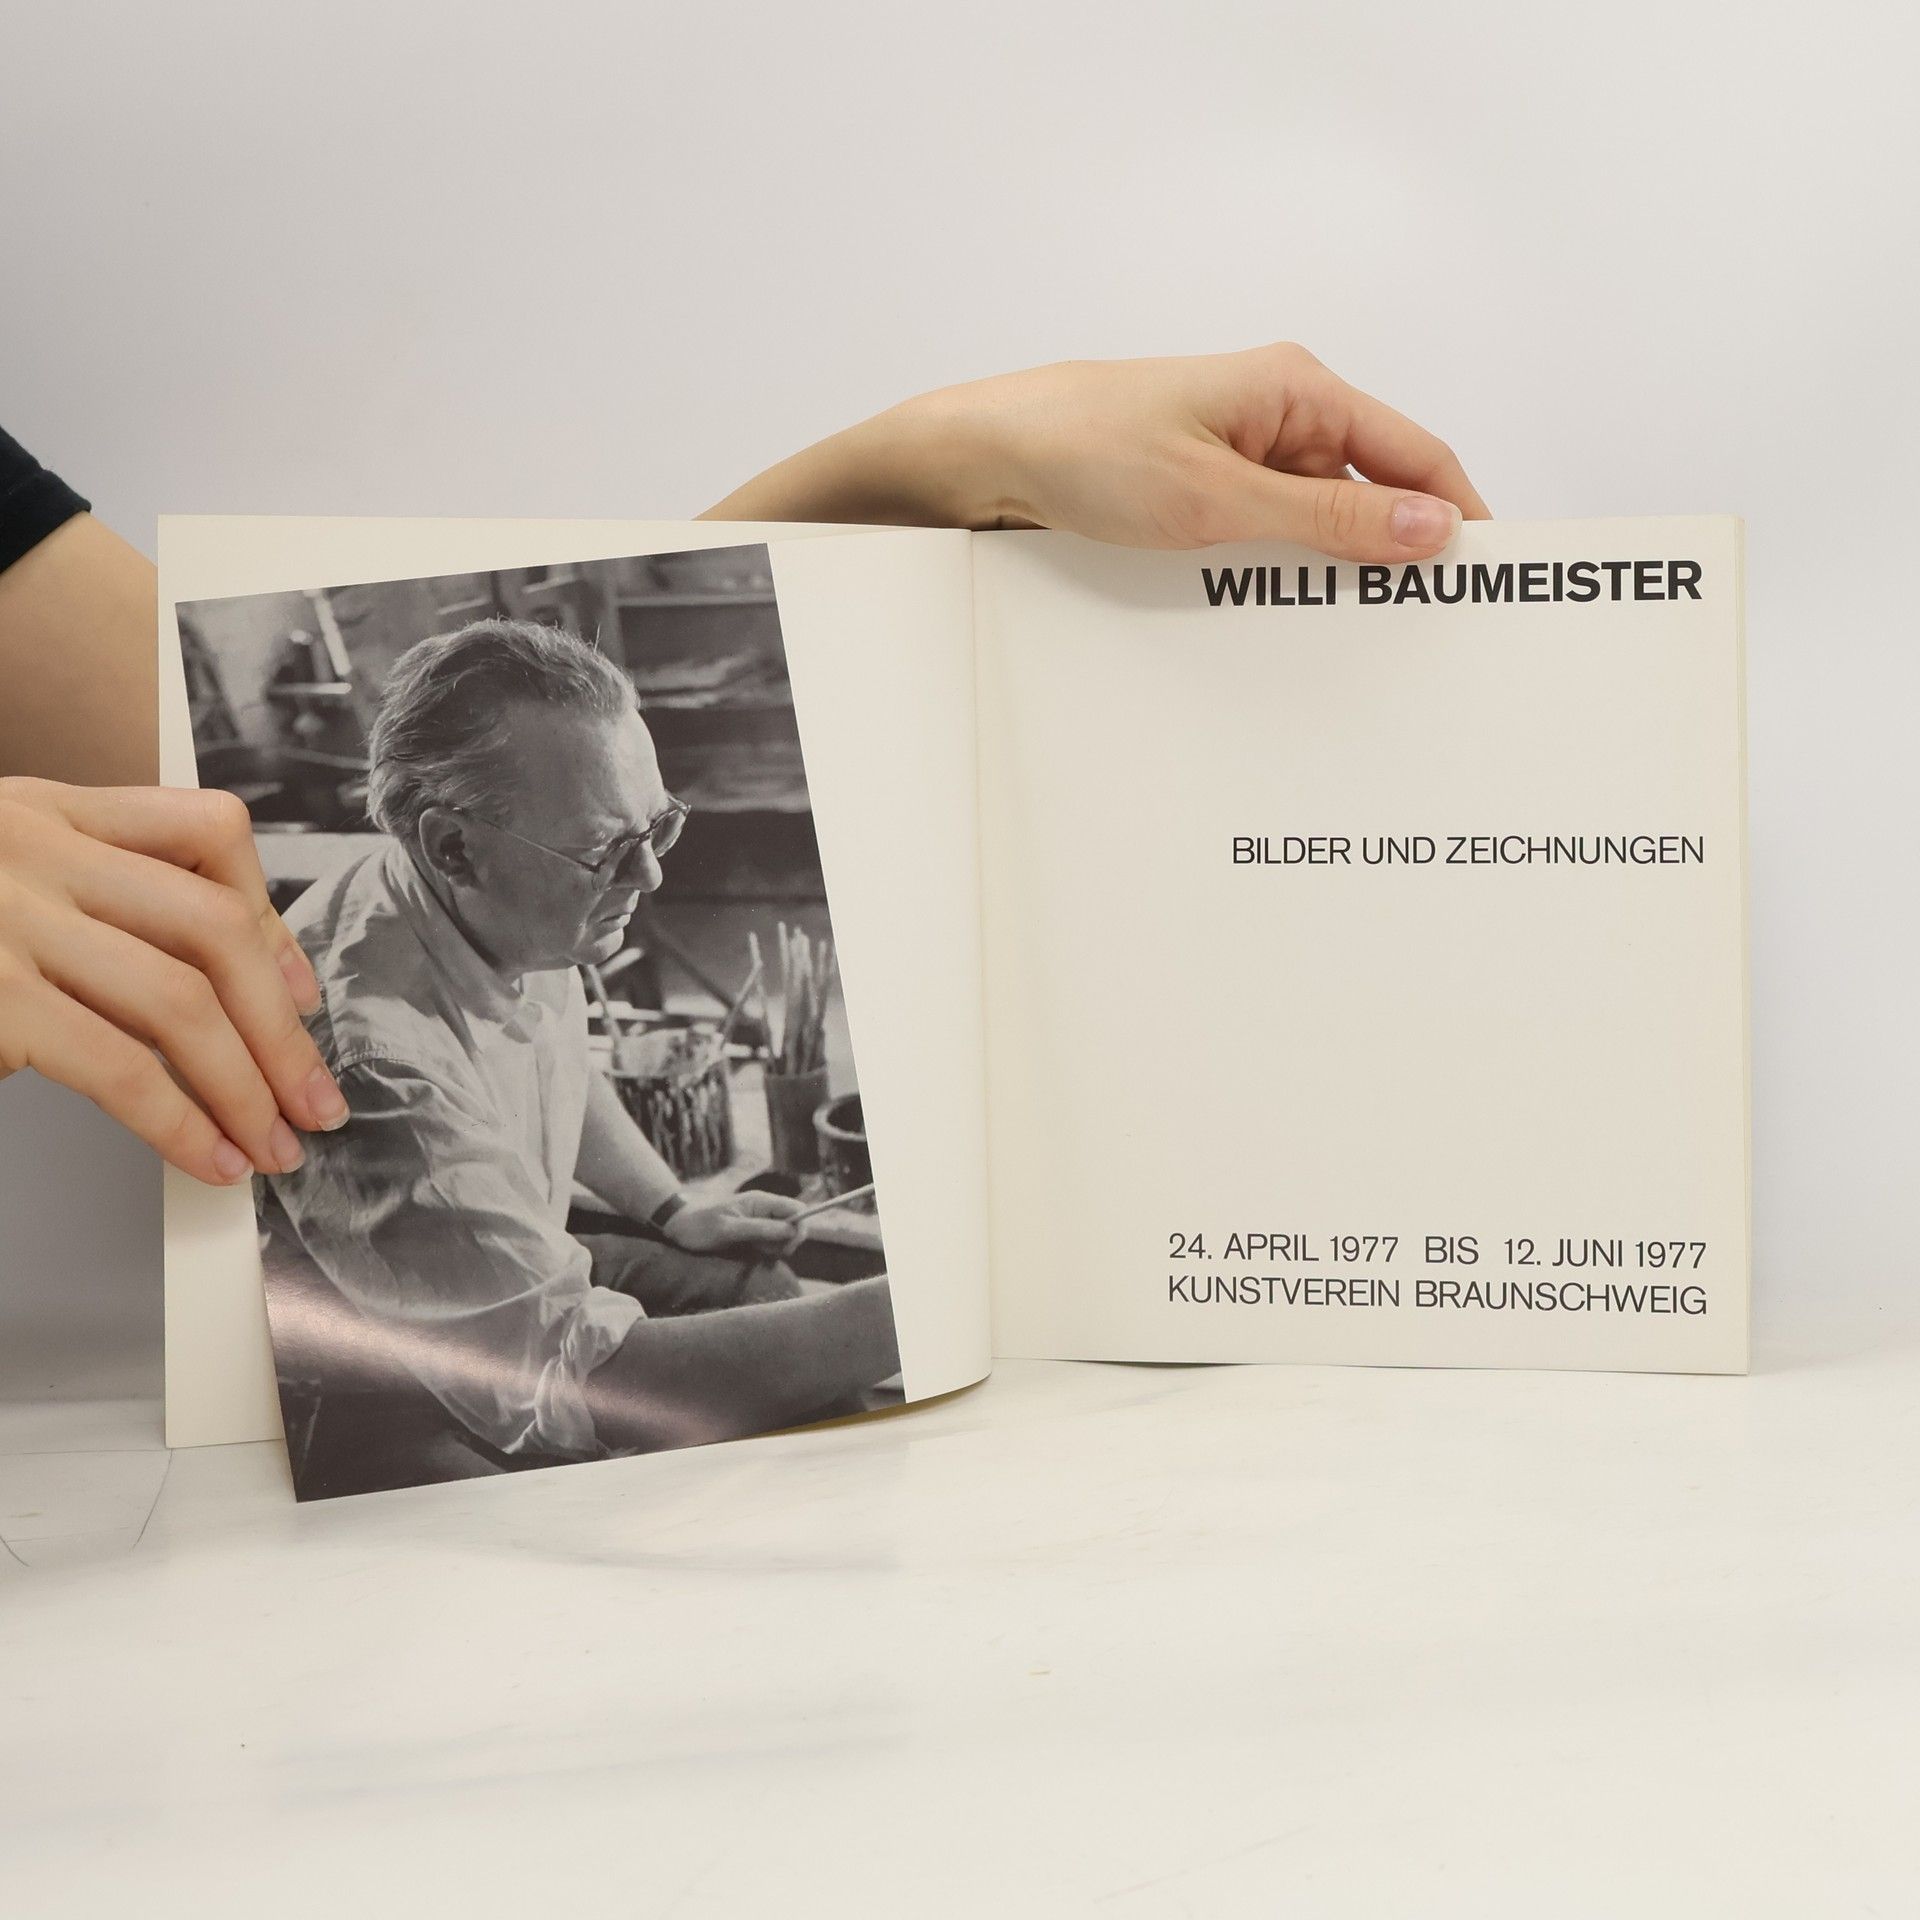 WILLI BAUMEISTER
BILDER UND ZEICHNUNGEN
24. APRIL 1977 BIS 12. JUNI 1977
KUNSTVEREIN BRAUNSCHWEIG